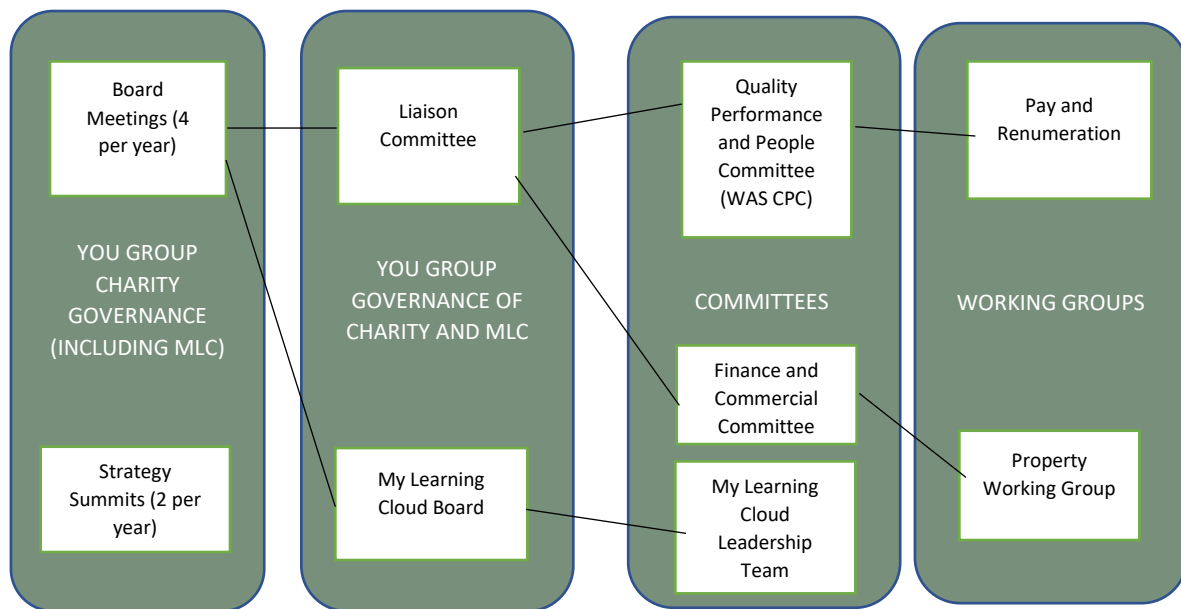 Board
Meetings (4
per year)
YOU GROUP
CHARITY
GOVERNANCE
(INCLUDING MLC)
Strategy
Summits (2 per
year)
Liaison
Committee
YOU GROUP
GOVERNANCE OF
CHARITY AND MLC
My Learning
Cloud Board
Quality
Performance
and People
Committee
(WAS CPC)
COMMITTEES
Finance and
Commercial
Committee
My Learning
Cloud
Leadership
Team
Pay and
Renumeration
WORKING GROUPS
Property
Working Group